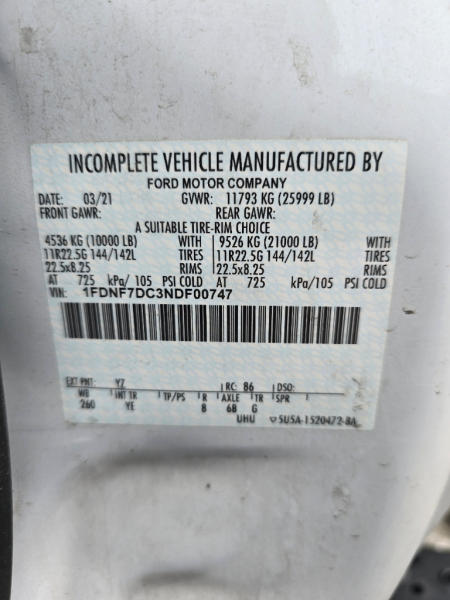 INCOMPLETE VEHICLE MANUFACTURED BY
FORD MOTOR COMPANY
DATE: 03/21 GVWR: 11793 KG (25999 LB)
FRONT GAWR: REAR GAWR:
A SUITABLE TIRE-RIM CHOICE
4536 KG (10000 LB) WITH 9526 KG (21000 LB) WITH
11R22.5G 144/142L TIRES 11R22.5G 144/142L TIRES
22.5x8.25 RIMS 22.5x8.25 RIMS
AT 725 kPa/ 105 PSI COLD AT 725 kPa/ 105 PSI COLD
VIN: 1FDNF7DC3NDF00747
EXT PNT: YZ RC: 86 DSO:
WB INT TR TP/PS R AXLE TR SPR
260 YE 8 6B G
UHU 5U5A-1520472-BA